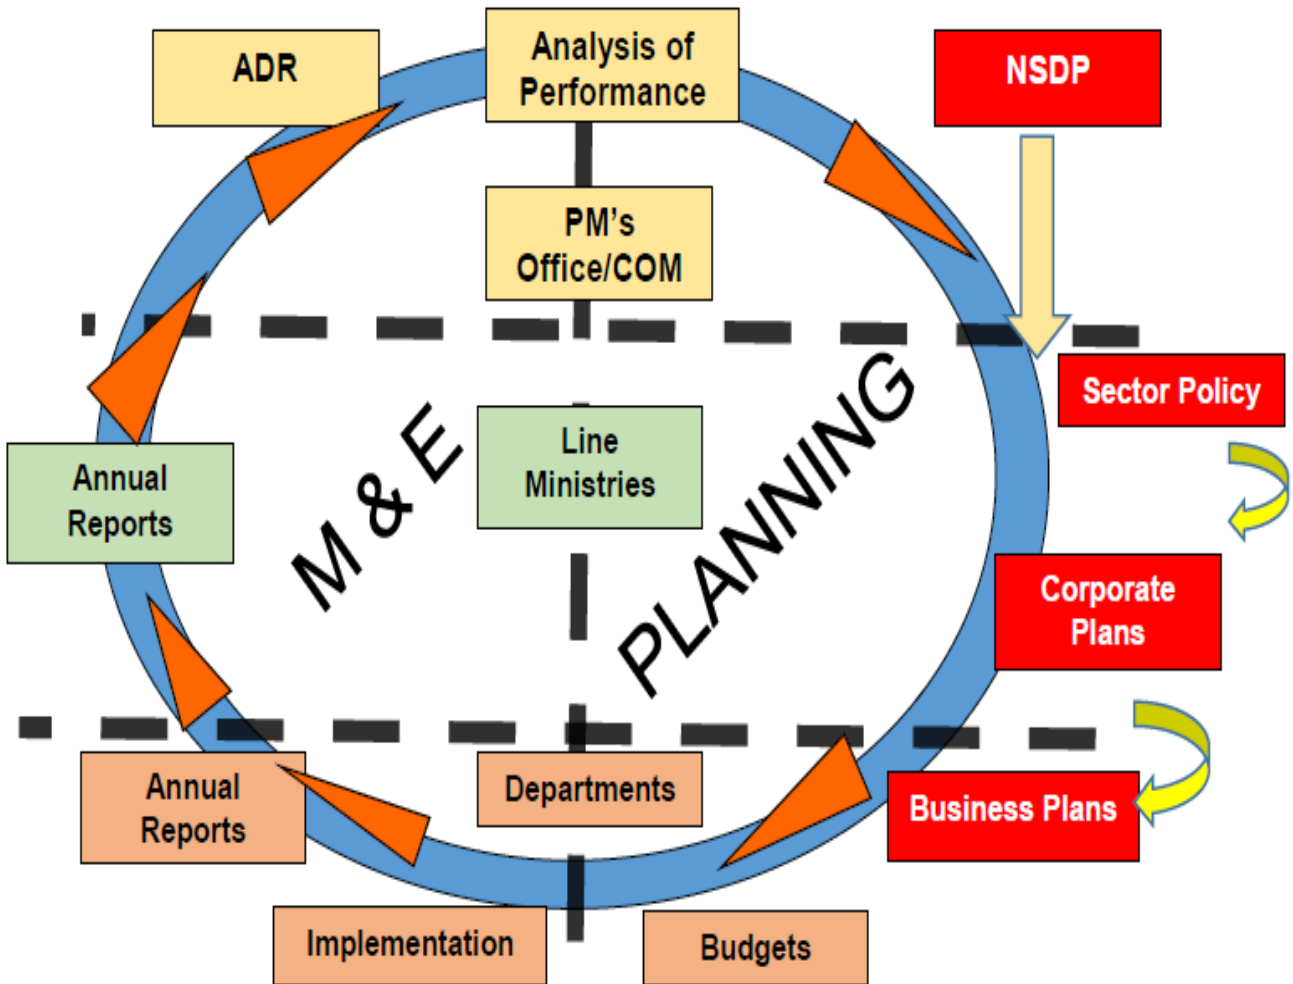 ADR
Analysis of
Performance
NSDP
PM's
Office/COM
Sector Policy
M & E
Line
Ministries
PLANNING
Annual
Reports
Corporate
Plans
Annual
Reports
Departments
Business Plans
Implementation
Budgets